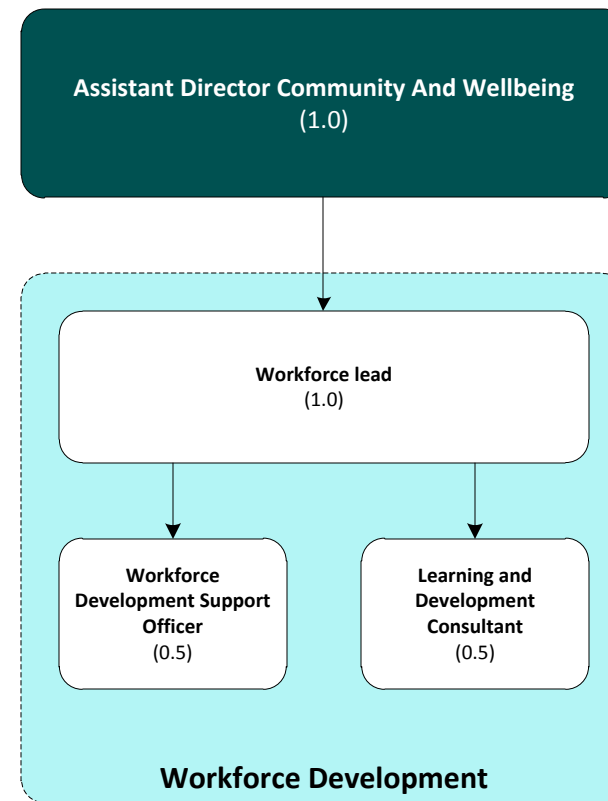 Assistant Director Community And Wellbeing
(1.0)
Workforce lead
(1.0)
Workforce
Development Support
Officer
(0.5)
Learning and
Development
Consultant
(0.5)
Workforce Development